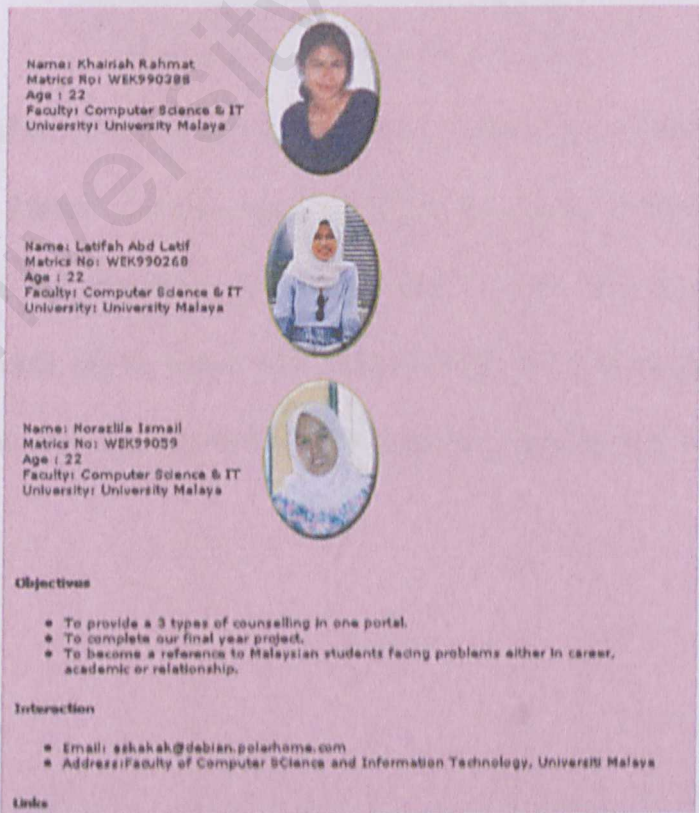 Name: Khairiah Rahmat
Matrics No: WEK990388
Age : 22
Faculty: Computer Science & IT
University: University Malaya
Name: Latifah Abd Latif
Matrics No: WEK990268
Age : 22
Faculty: Computer Science & IT
University: University Malaya
Name: Norazlila Ismail
Matrics No: WEK99059
Age : 22
Faculty: Computer Science & IT
University: University Malaya
Objectives
• To provide a 3 types of counselling in one portal.
• To complete our final year project.
• To become a reference to Malaysian students facing problems either in career,
academic or relationship.
Interaction
• Email: askakak@debian.polarhome.com
• Address:Faculty of Computer SCience and Information Technology, Universiti Malaya
Links